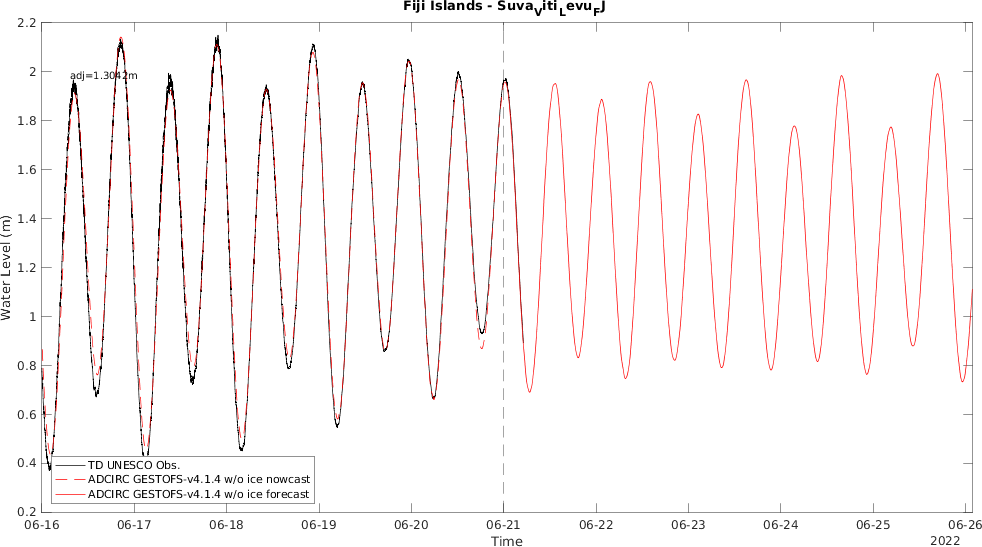 Fiji Islands - SuvaVitiLevuFJ
2.2
2
1.8
1.6
1.4
1.2
1
0.8
0.6
0.4
0.2
Water Level (m)
adj=1.3042m
TD UNESCO Obs.
ADCIRC GESTOFS-v4.1.4 w/o ice nowcast
ADCIRC GESTOFS-v4.1.4 w/o ice forecast
06-16 06-17 06-18 06-19 06-20 06-21 06-22 06-23 06-24 06-25 06-26
Time
2022